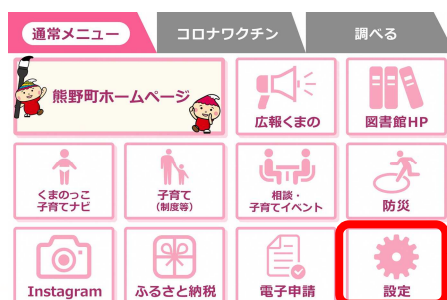 通常メニュー
コロナワクチン
調べる
熊野町ホームページ
広報くまの
図書館HP
くまのっこ
子育てナビ
子育て
(制度等)
相談・
子育てイベント
防災
Instagram
ふるさと納税
電子申請
設定